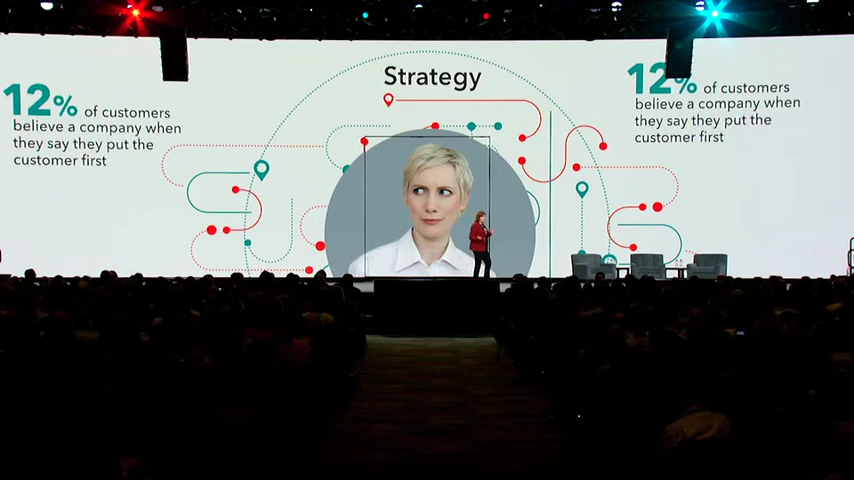 Strategy
12% of customers
believe a company when
they say they put the
customer first
12% of customers
believe a company when
they say they put the
customer first